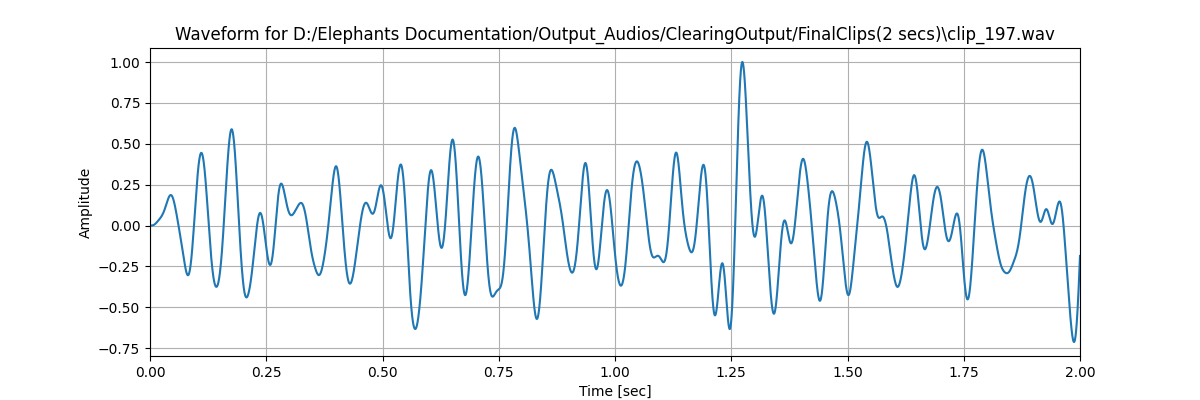 Waveform for D:/Elephants Documentation/Output_Audios/ClearingOutput/FinalClips(2 secs)\clip_197.wav
Amplitude
1.00
0.75
0.50
0.25
0.00
−0.25
−0.50
−0.75
0.00 0.25 0.50 0.75 1.00 1.25 1.50 1.75 2.00
Time [sec]